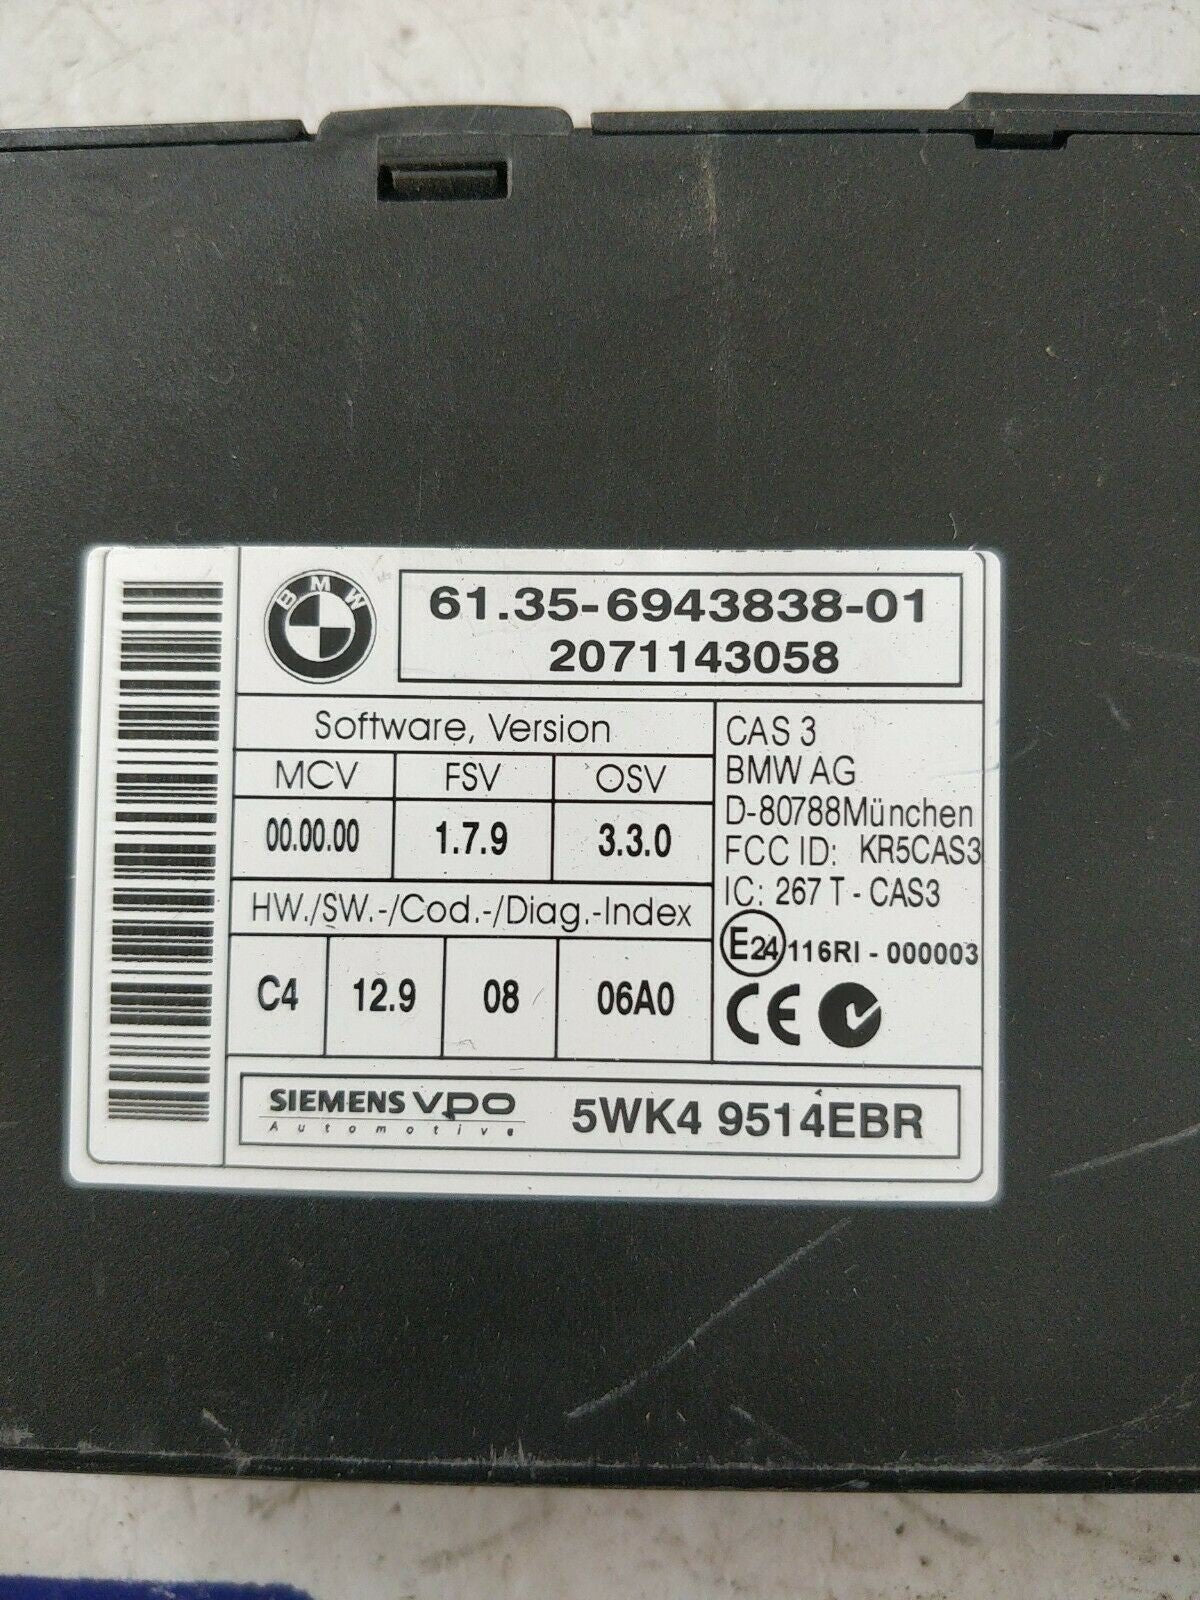 BMW
61.35-6943838-01
2071143058
Software, Version
MCV FSV OSV
00.00.00 1.7.9 3.3.0
HW./SW.-/Cod.-/Diag.-Index
C4 12.9 08 06A0
CAS 3
BMW AG
D-80788München
FCC ID: KR5CAS3
IC: 267 T - CAS3
E24 116RI - 000003
CE
SIEMENS VDO
Automotive
5WK4 9514EBR